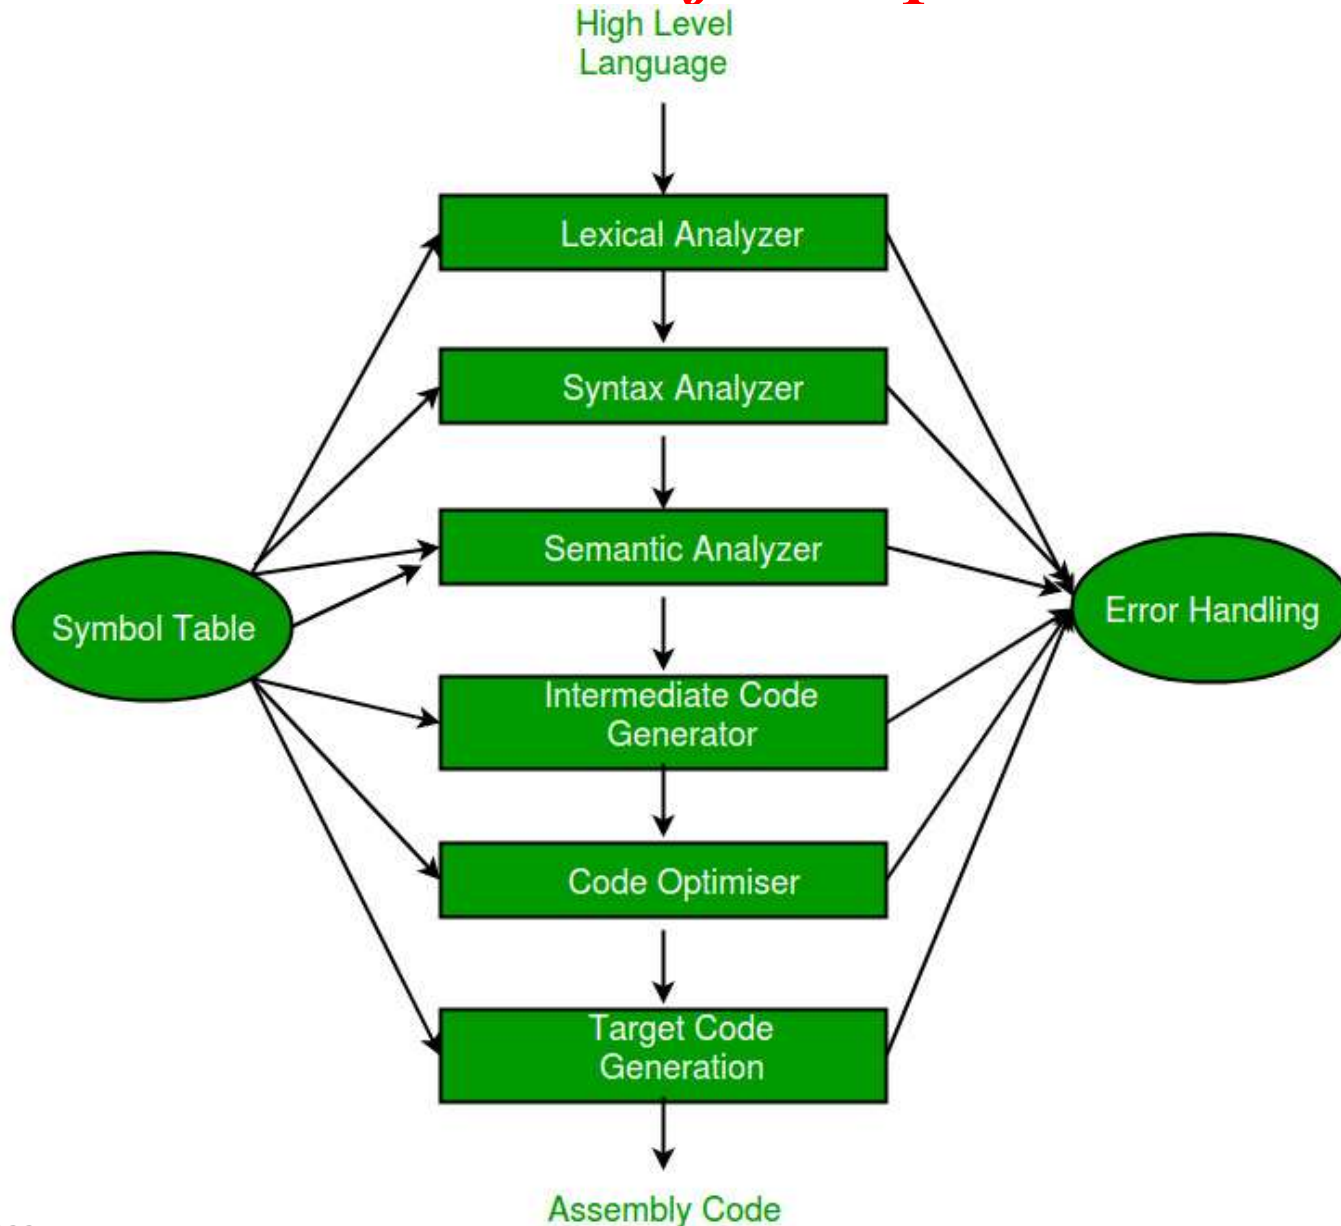 High Level
Language
Lexical Analyzer
Syntax Analyzer
Semantic Analyzer
Symbol Table
Error Handling
Intermediate Code
Generator
Code Optimiser
Target Code
Generation
Assembly Code